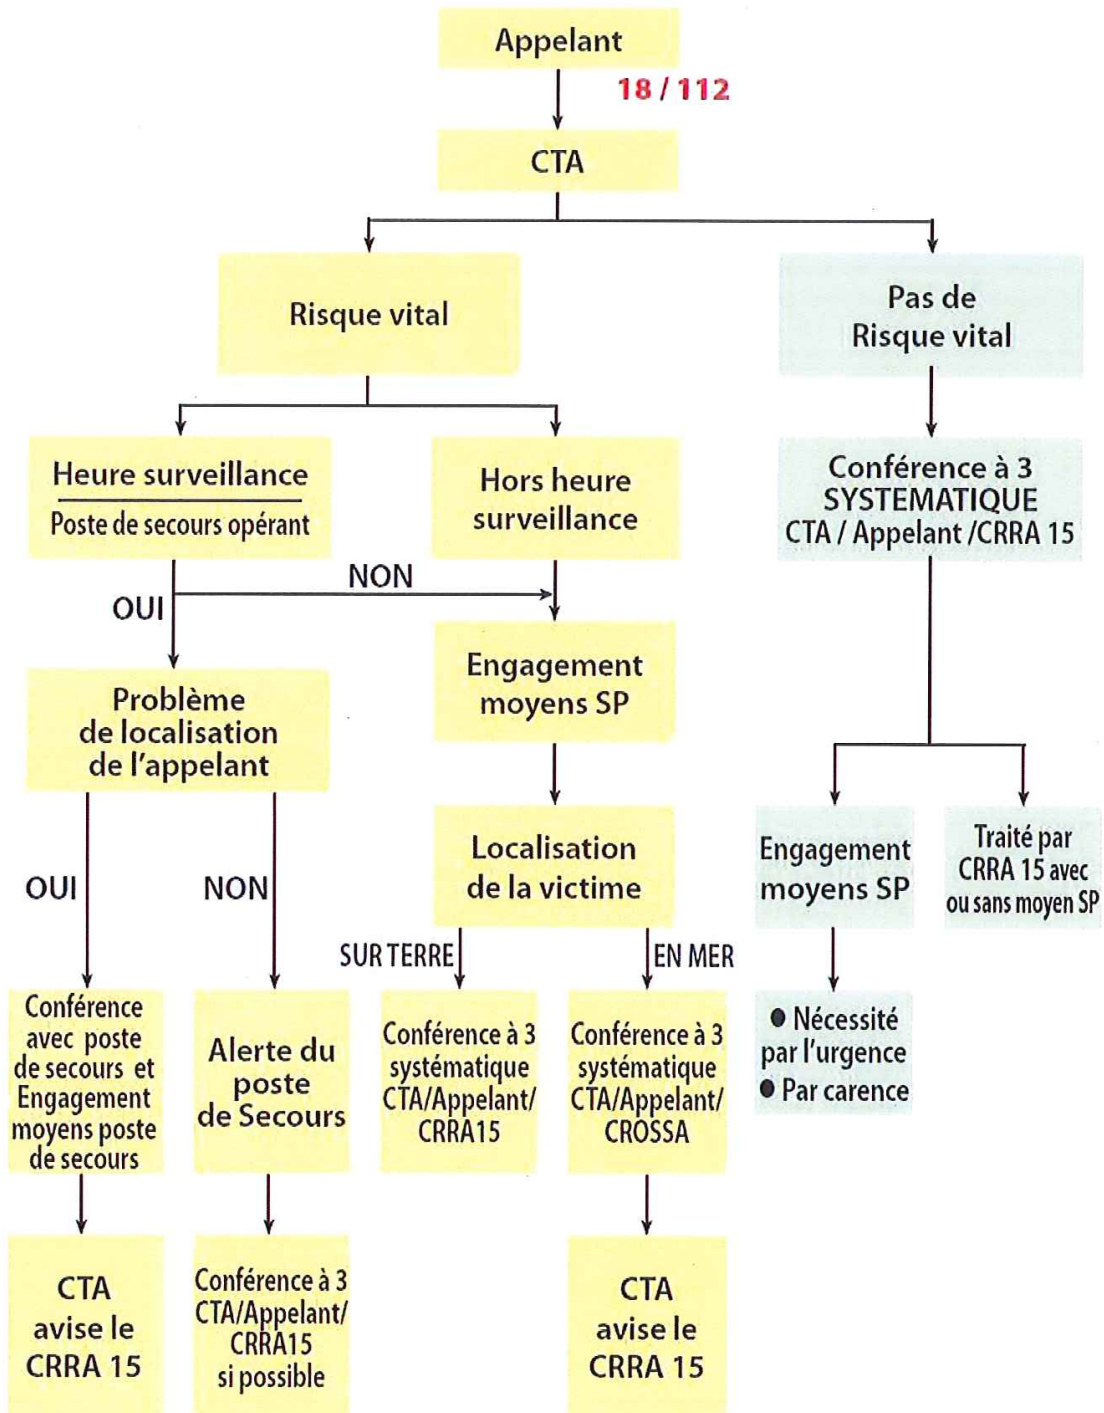 Appelant
18 / 112
CTA
Risque vital
Pas de
Risque vital
Heure surveillance
Poste de secours opérant
Hors heure
surveillance
Conférence à 3
SYSTEMATIQUE
CTA / Appelant /CRRA 15
NON
OUI
Problème
de localisation
de l'appelant
Engagement
moyens SP
OUI
NON
Localisation
de la victime
Engagement
moyens SP
Traité par
CRRA 15 avec
ou sans moyen SP
SUR TERRE
EN MER
Conférence
avec poste
de secours et
Engagement
moyens poste
de secours
Alerte du
poste
de Secours
Conférence à 3
systématique
CTA/Appelant/
CRRA15
Conférence à 3
systématique
CTA/Appelant/
CROSSA
● Nécessité
par l'urgence
● Par carence
CTA
avise le
CRRA 15
Conférence à 3
CTA/Appelant/
CRRA15
si possible
CTA
avise le
CRRA 15